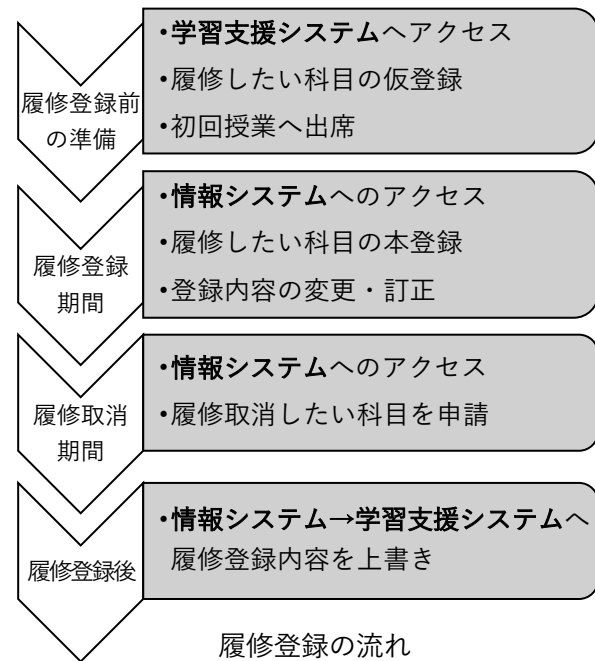 履修登録前
の準備
•学習支援システムへアクセス
•履修したい科目の仮登録
•初回授業へ出席
履修登録
期間
•情報システムへのアクセス
•履修したい科目の本登録
•登録内容の変更・訂正
履修取消
期間
•情報システムへのアクセス
•履修取消したい科目を申請
履修登録後
•情報システム→学習支援システムへ
履修登録内容を上書き
履修登録の流れ